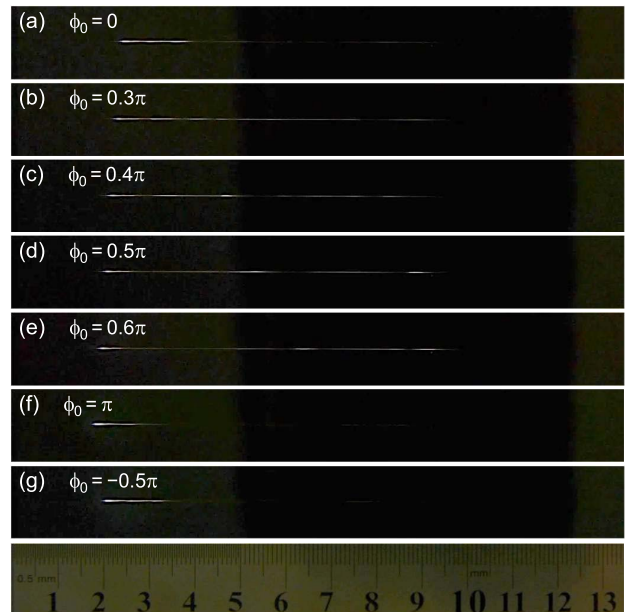 (a) ϕ₀ = 0
(b) ϕ₀ = 0.3π
(c) ϕ₀ = 0.4π
(d) ϕ₀ = 0.5π
(e) ϕ₀ = 0.6π
(f) ϕ₀ = π
(g) ϕ₀ = −0.5π
0.5 mm mm
1 2 3 4 5 6 7 8 9 10 11 12 13